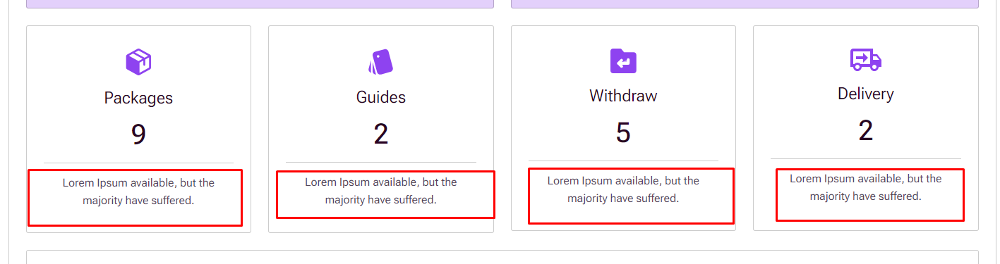 Packages
9
Lorem Ipsum available, but the
majority have suffered.
Guides
2
Lorem Ipsum available, but the
majority have suffered.
Withdraw
5
Lorem Ipsum available, but the
majority have suffered.
Delivery
2
Lorem Ipsum available, but the
majority have suffered.